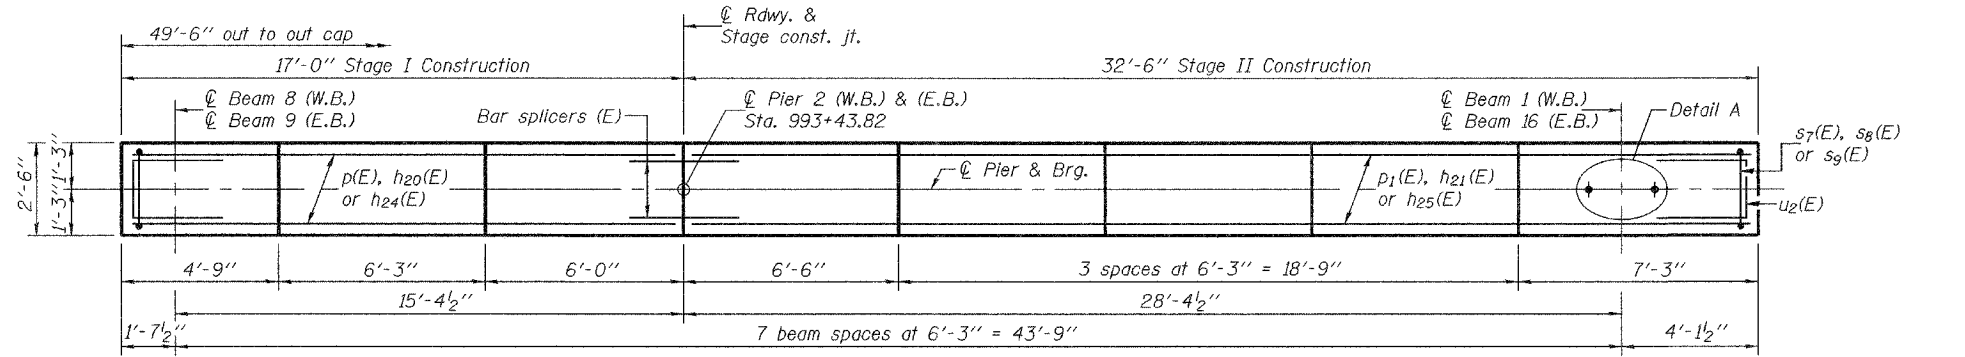 ℄ Rdwy. &
Stage const. jt.
49'-6" out to out cap
17'-0" Stage I Construction
32'-6" Stage II Construction
℄ Beam 8 (W.B.)
℄ Beam 9 (E.B.)
Bar splicers (E)
℄ Pier 2 (W.B.) & (E.B.)
Sta. 993+43.82
℄ Beam 1 (W.B.)
℄ Beam 16 (E.B.)
Detail A
s7(E), s8(E)
or s9(E)
2'-6"
1'-3"
1'-3"
p(E), h20(E)
or h24(E)
℄ Pier & Brg.
p1(E), h21(E)
or h25(E)
u2(E)
4'-9"
6'-3"
6'-0"
6'-6"
3 spaces at 6'-3" = 18'-9"
7'-3"
15'-4½"
28'-4½"
1'-7½"
7 beam spaces at 6'-3" = 43'-9"
4'-1½"